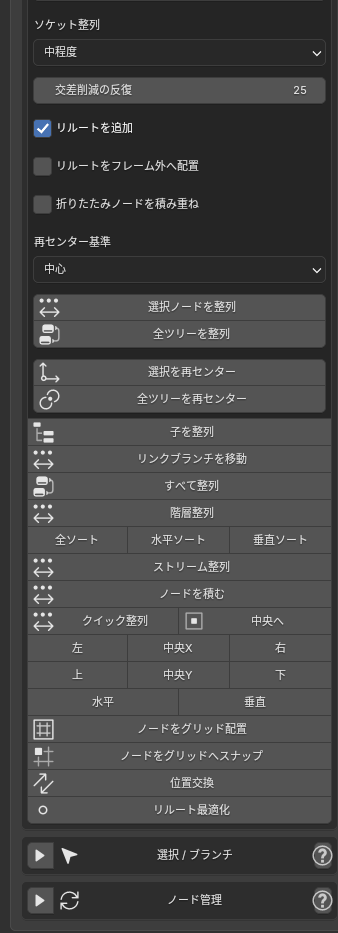 ソケット整列
中程度
交差削減の反復 25
リルートを追加
リルートをフレーム外へ配置
折りたたみノードを積み重ね
再センター基準
中心
選択ノードを整列
全ツリーを整列
選択を再センター
全ツリーを再センター
子を整列
リンクブランチを移動
すべて整列
階層整列
全ソート 水平ソート 垂直ソート
ストリーム整列
ノードを積む
クイック整列 中央へ
左 中央X 右
上 中央Y 下
水平 垂直
ノードをグリッド配置
ノードをグリッドへスナップ
位置交換
リルート最適化
選択 / ブランチ ?
ノード管理 ?